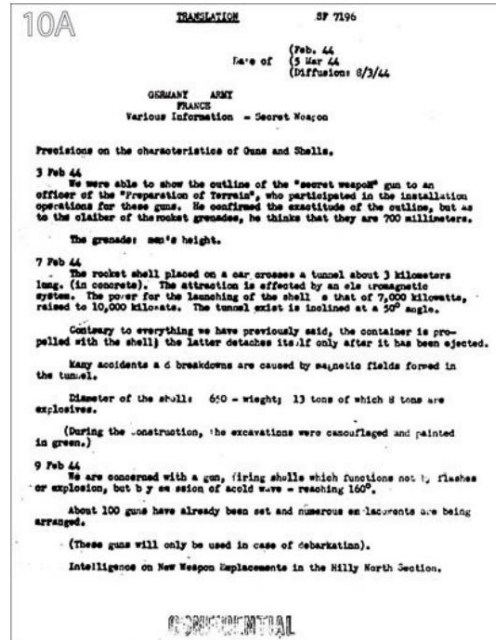 10A
TRANSLATION SF 7196
(Feb. 44
Date of (5 Mar 44
(Diffusion: 8/3/44
GERMANY ARMY
FRANCE
Various Information - Secret Weapon
Precisions on the characteristics of Guns and Shells.
3 Feb 44
We were able to show the outline of the "secret weapon" gun to an
officer of the "Preparation of Terrain", who participated in the installation
operations for these guns. He confirmed the exactitude of the outline, but as
to the claiber of the rocket grenades, he thinks that they are 700 millimeters.
The grenade: men's height.
7 Feb 44
The rocket shell placed on a car crosses a tunnel about 3 kilometers
long. (in concrete). The attraction is effected by an ele tromagnetic
system. The power for the launching of the shell s that of 7,000 kilowatts,
raised to 10,000 kilowats. The tunnel exist is inclined at a 50° angle.
Contrary to everything we have previously said, the container is pro-
pelled with the shell; the latter detaches itself only after it has been ejected.
Many accidents a d breakdowns are caused by magnetic fields formed in
the tunnel.
Diameter of the shell: 650 - wieght; 13 tons of which 8 tons are
explosives.
(During the construction, the excavations were camouflaged and painted
in green.)
9 Feb 44
We are concerned with a gun, firing shells which functions not by flashes
or explosion, but b y em ssion of acold wave - reaching 160°.
About 100 guns have already been set and numerous em lacements are being
arranged.
(These guns will only be used in case of debarkation).
Intelligence on New Weapon Emplacements in the Hilly North Section.
CONFIDENTIAL